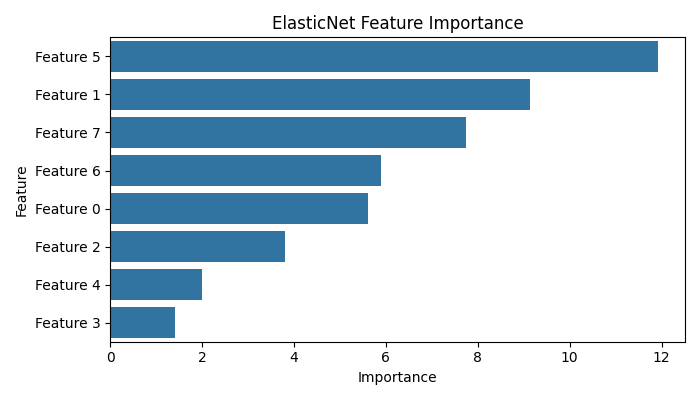 ElasticNet Feature Importance
Feature 5
Feature 1
Feature 7
Feature 6
Feature 0
Feature 2
Feature 4
Feature 3
Feature
0 2 4 6 8 10 12
Importance